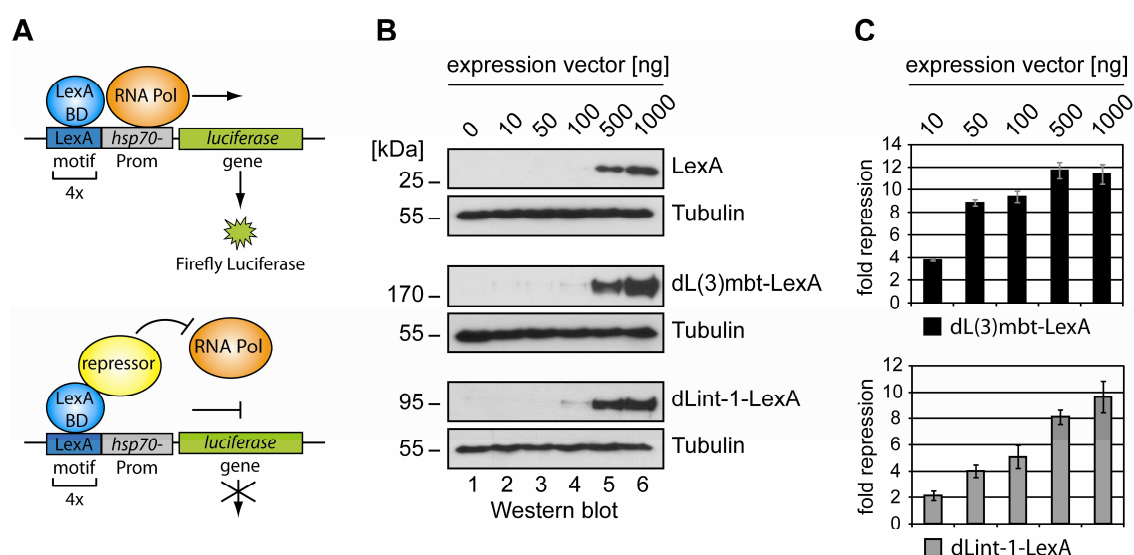 A
LexA
BD
RNA Pol
LexA
hsp70-
luciferase
motif
Prom
gene
4x
Firefly Luciferase
repressor
RNA Pol
LexA
BD
LexA
hsp70-
luciferase
motif
Prom
gene
4x
B
expression vector [ng]
0 10 50 100 500 1000
[kDa]
25
LexA
55
Tubulin
170
dL(3)mbt-LexA
55
Tubulin
95
dLint-1-LexA
55
Tubulin
1 2 3 4 5 6
Western blot
C
expression vector [ng]
10 50 100 500 1000
14
12
10
8
6
4
2
0
fold repression
dL(3)mbt-LexA
12
10
8
6
4
2
0
fold repression
dLint-1-LexA